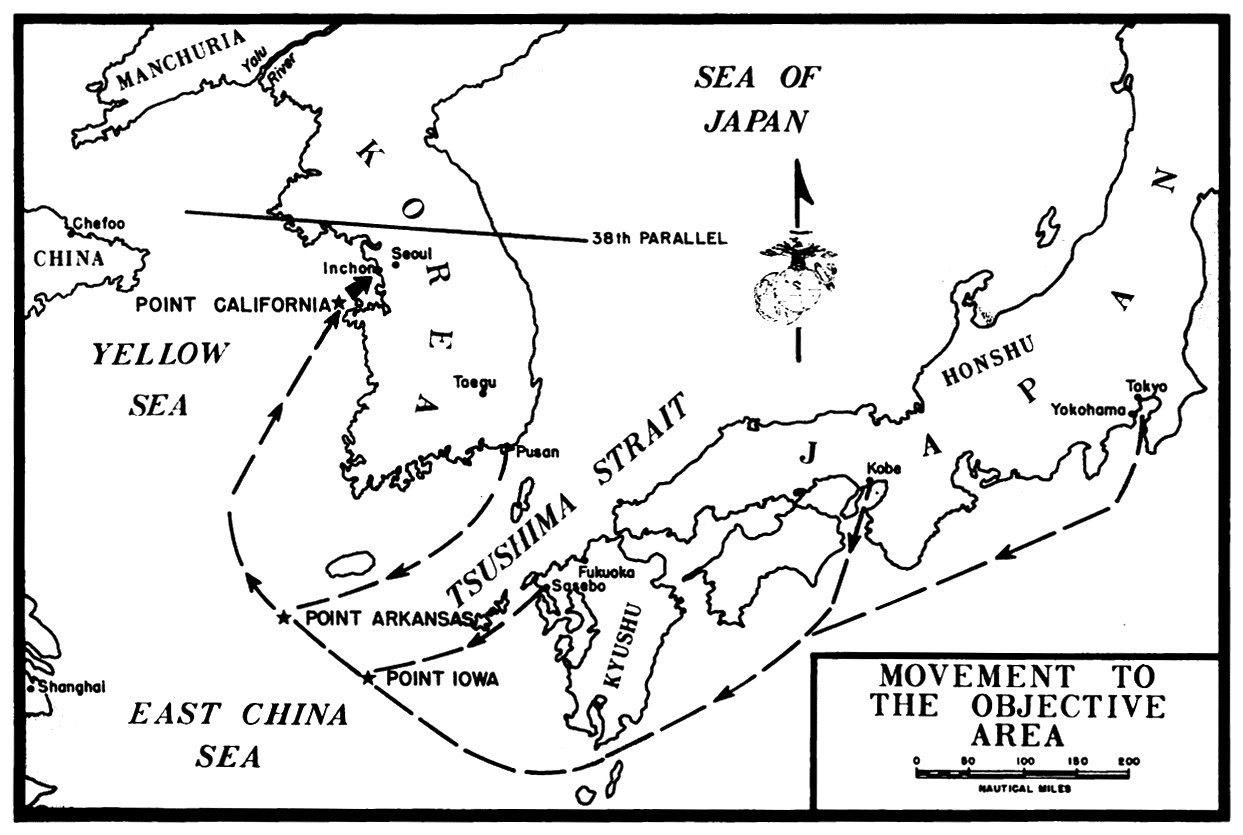 MANCHURIA
Yalu
River
SEA OF
JAPAN
KOREA
38th PARALLEL
Chefoo
CHINA
Seoul
Inchon
POINT CALIFORNIA
YELLOW
SEA
Taegu
Pusan
TSUSHIMA STRAIT
JAPAN
HONSHU
Tokyo
Yokohama
Kobe
Fukuoka
Sasebo
KYUSHU
POINT ARKANSAS
POINT IOWA
Shanghai
EAST CHINA
SEA
MOVEMENT TO
THE OBJECTIVE
AREA
0 50 100 150 200
NAUTICAL MILES